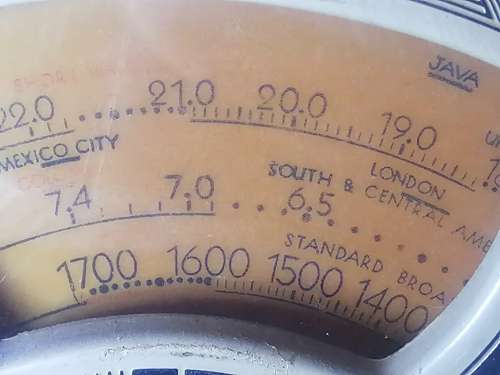 JAVA
22.0 21.0 20.0 19.0
MEXICO CITY LONDON
SOUTH & CENTRAL AME
7.4 7.0 6.5
STANDARD BROA
1700 1600 1500 1400